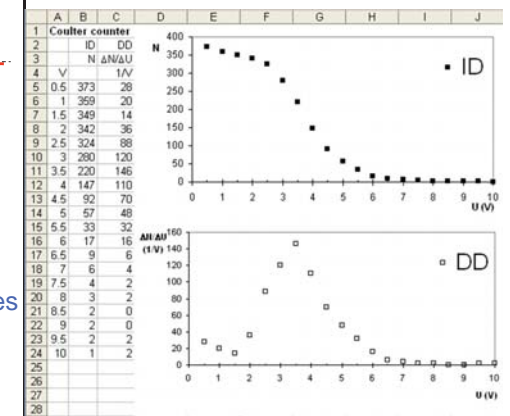 A B C D E F G H I J
1 Coulter counter
2 ID DD
3 N ΔN/ΔU
4 V 1/V
5 0.5 373 28
6 1 359 20
7 1.5 349 14
8 2 342 36
9 2.5 324 88
10 3 280 120
11 3.5 220 146
12 4 147 110
13 4.5 92 70
14 5 57 48
15 5.5 33 32
16 6 17 16
17 6.5 9 6
18 7 6 4
19 7.5 4 2
20 8 3 2
21 8.5 2 0
22 9 2 0
23 9.5 2 2
24 10 1 2
25
26
27
28
N
400
350
300
250
200
150
100
50
0
0 1 2 3 4 5 6 7 8 9 10
U (V)
ID
ΔN/ΔU
(1/V)
160
140
120
100
80
60
40
20
0
0 1 2 3 4 5 6 7 8 9 10
U (V)
DD
es